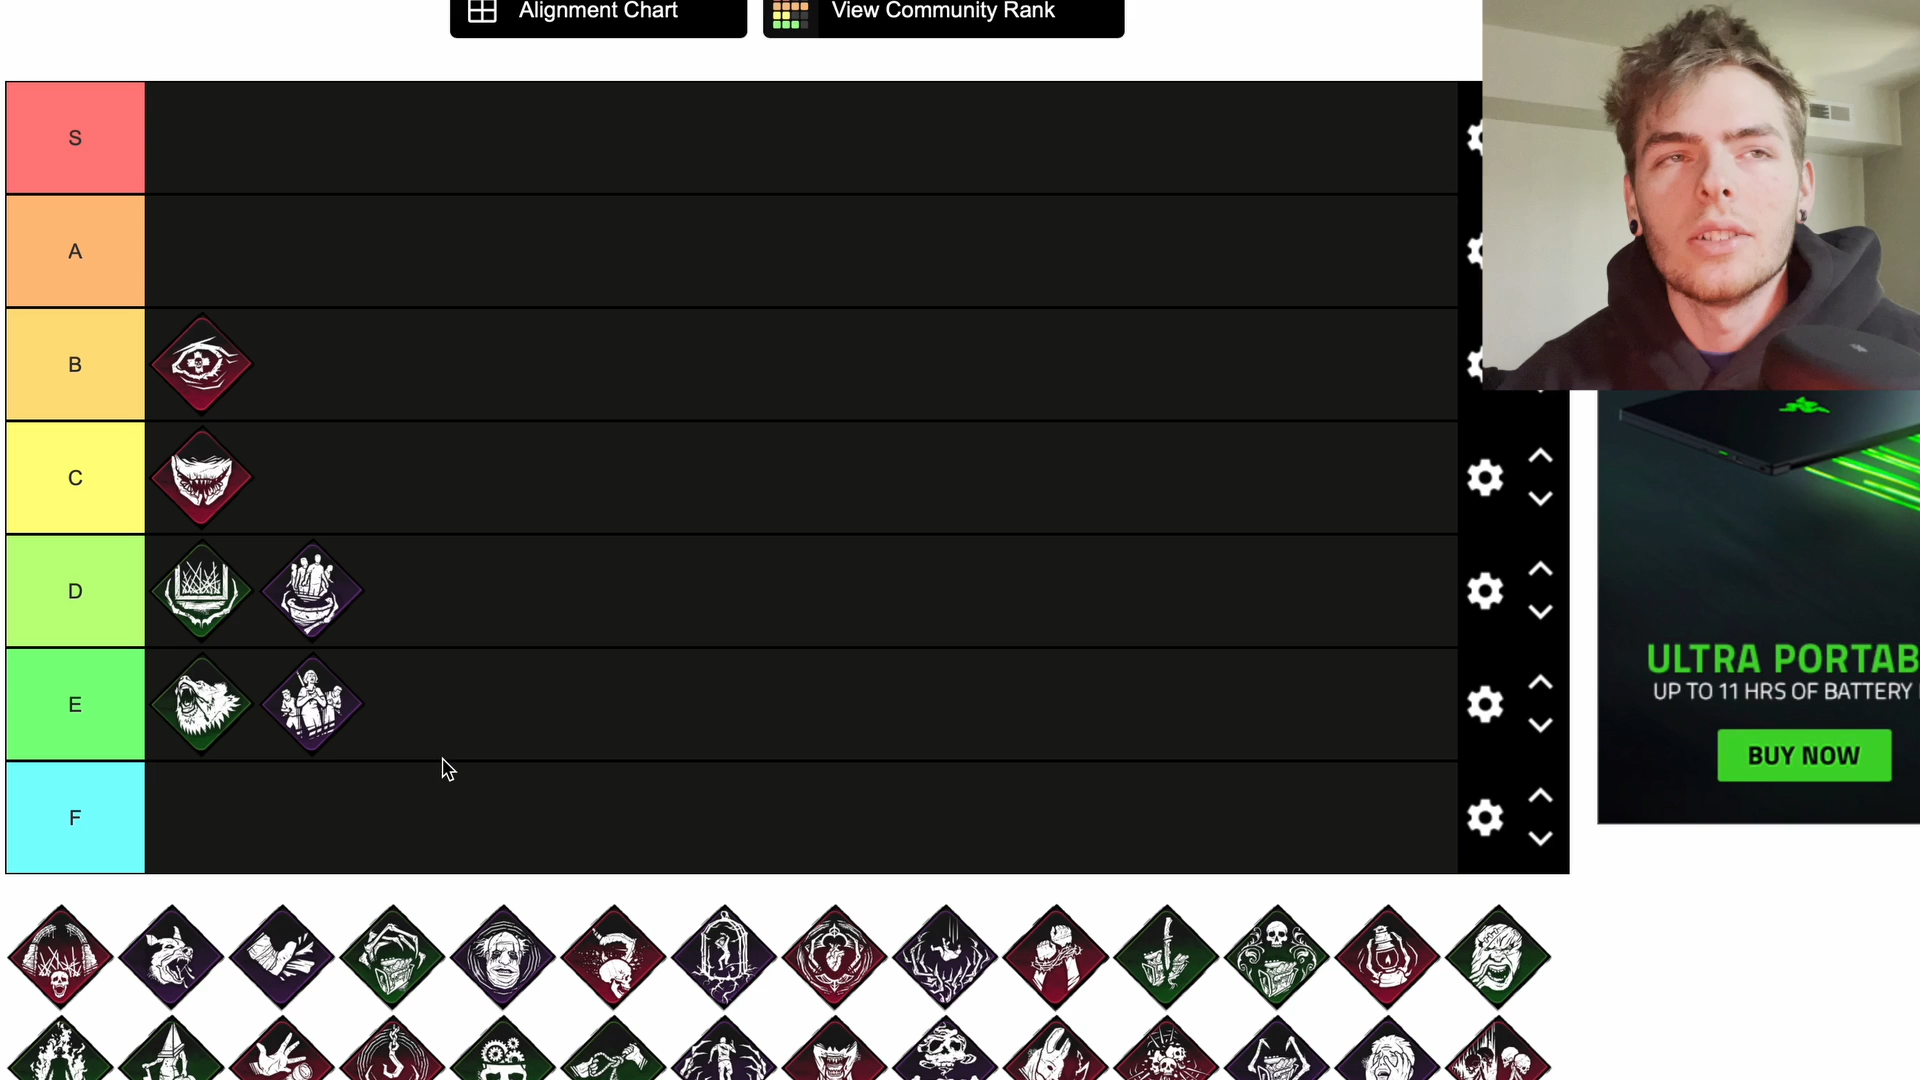 Alignment Chart
View Community Rank
S
A
B
C
D
E
F
ULTRA PORTAB
UP TO 11 HRS OF BATTERY
BUY NOW